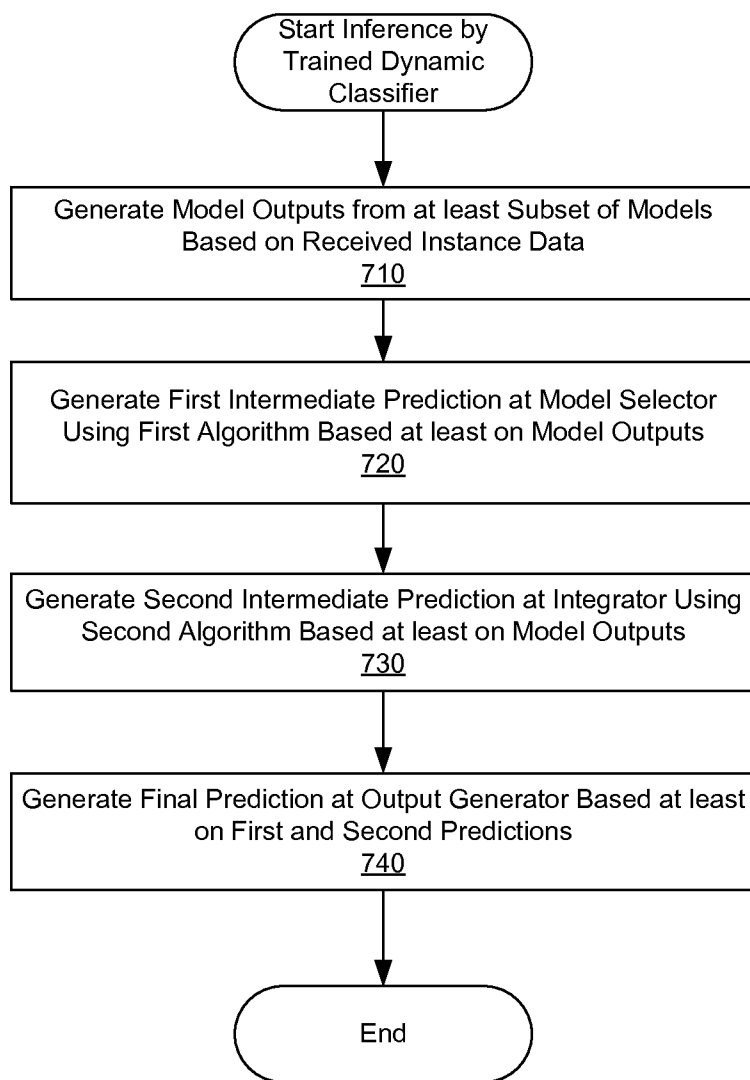 Start Inference by
Trained Dynamic
Classifier
Generate Model Outputs from at least Subset of Models
Based on Received Instance Data
710
Generate First Intermediate Prediction at Model Selector
Using First Algorithm Based at least on Model Outputs
720
Generate Second Intermediate Prediction at Integrator Using
Second Algorithm Based at least on Model Outputs
730
Generate Final Prediction at Output Generator Based at least
on First and Second Predictions
740
End